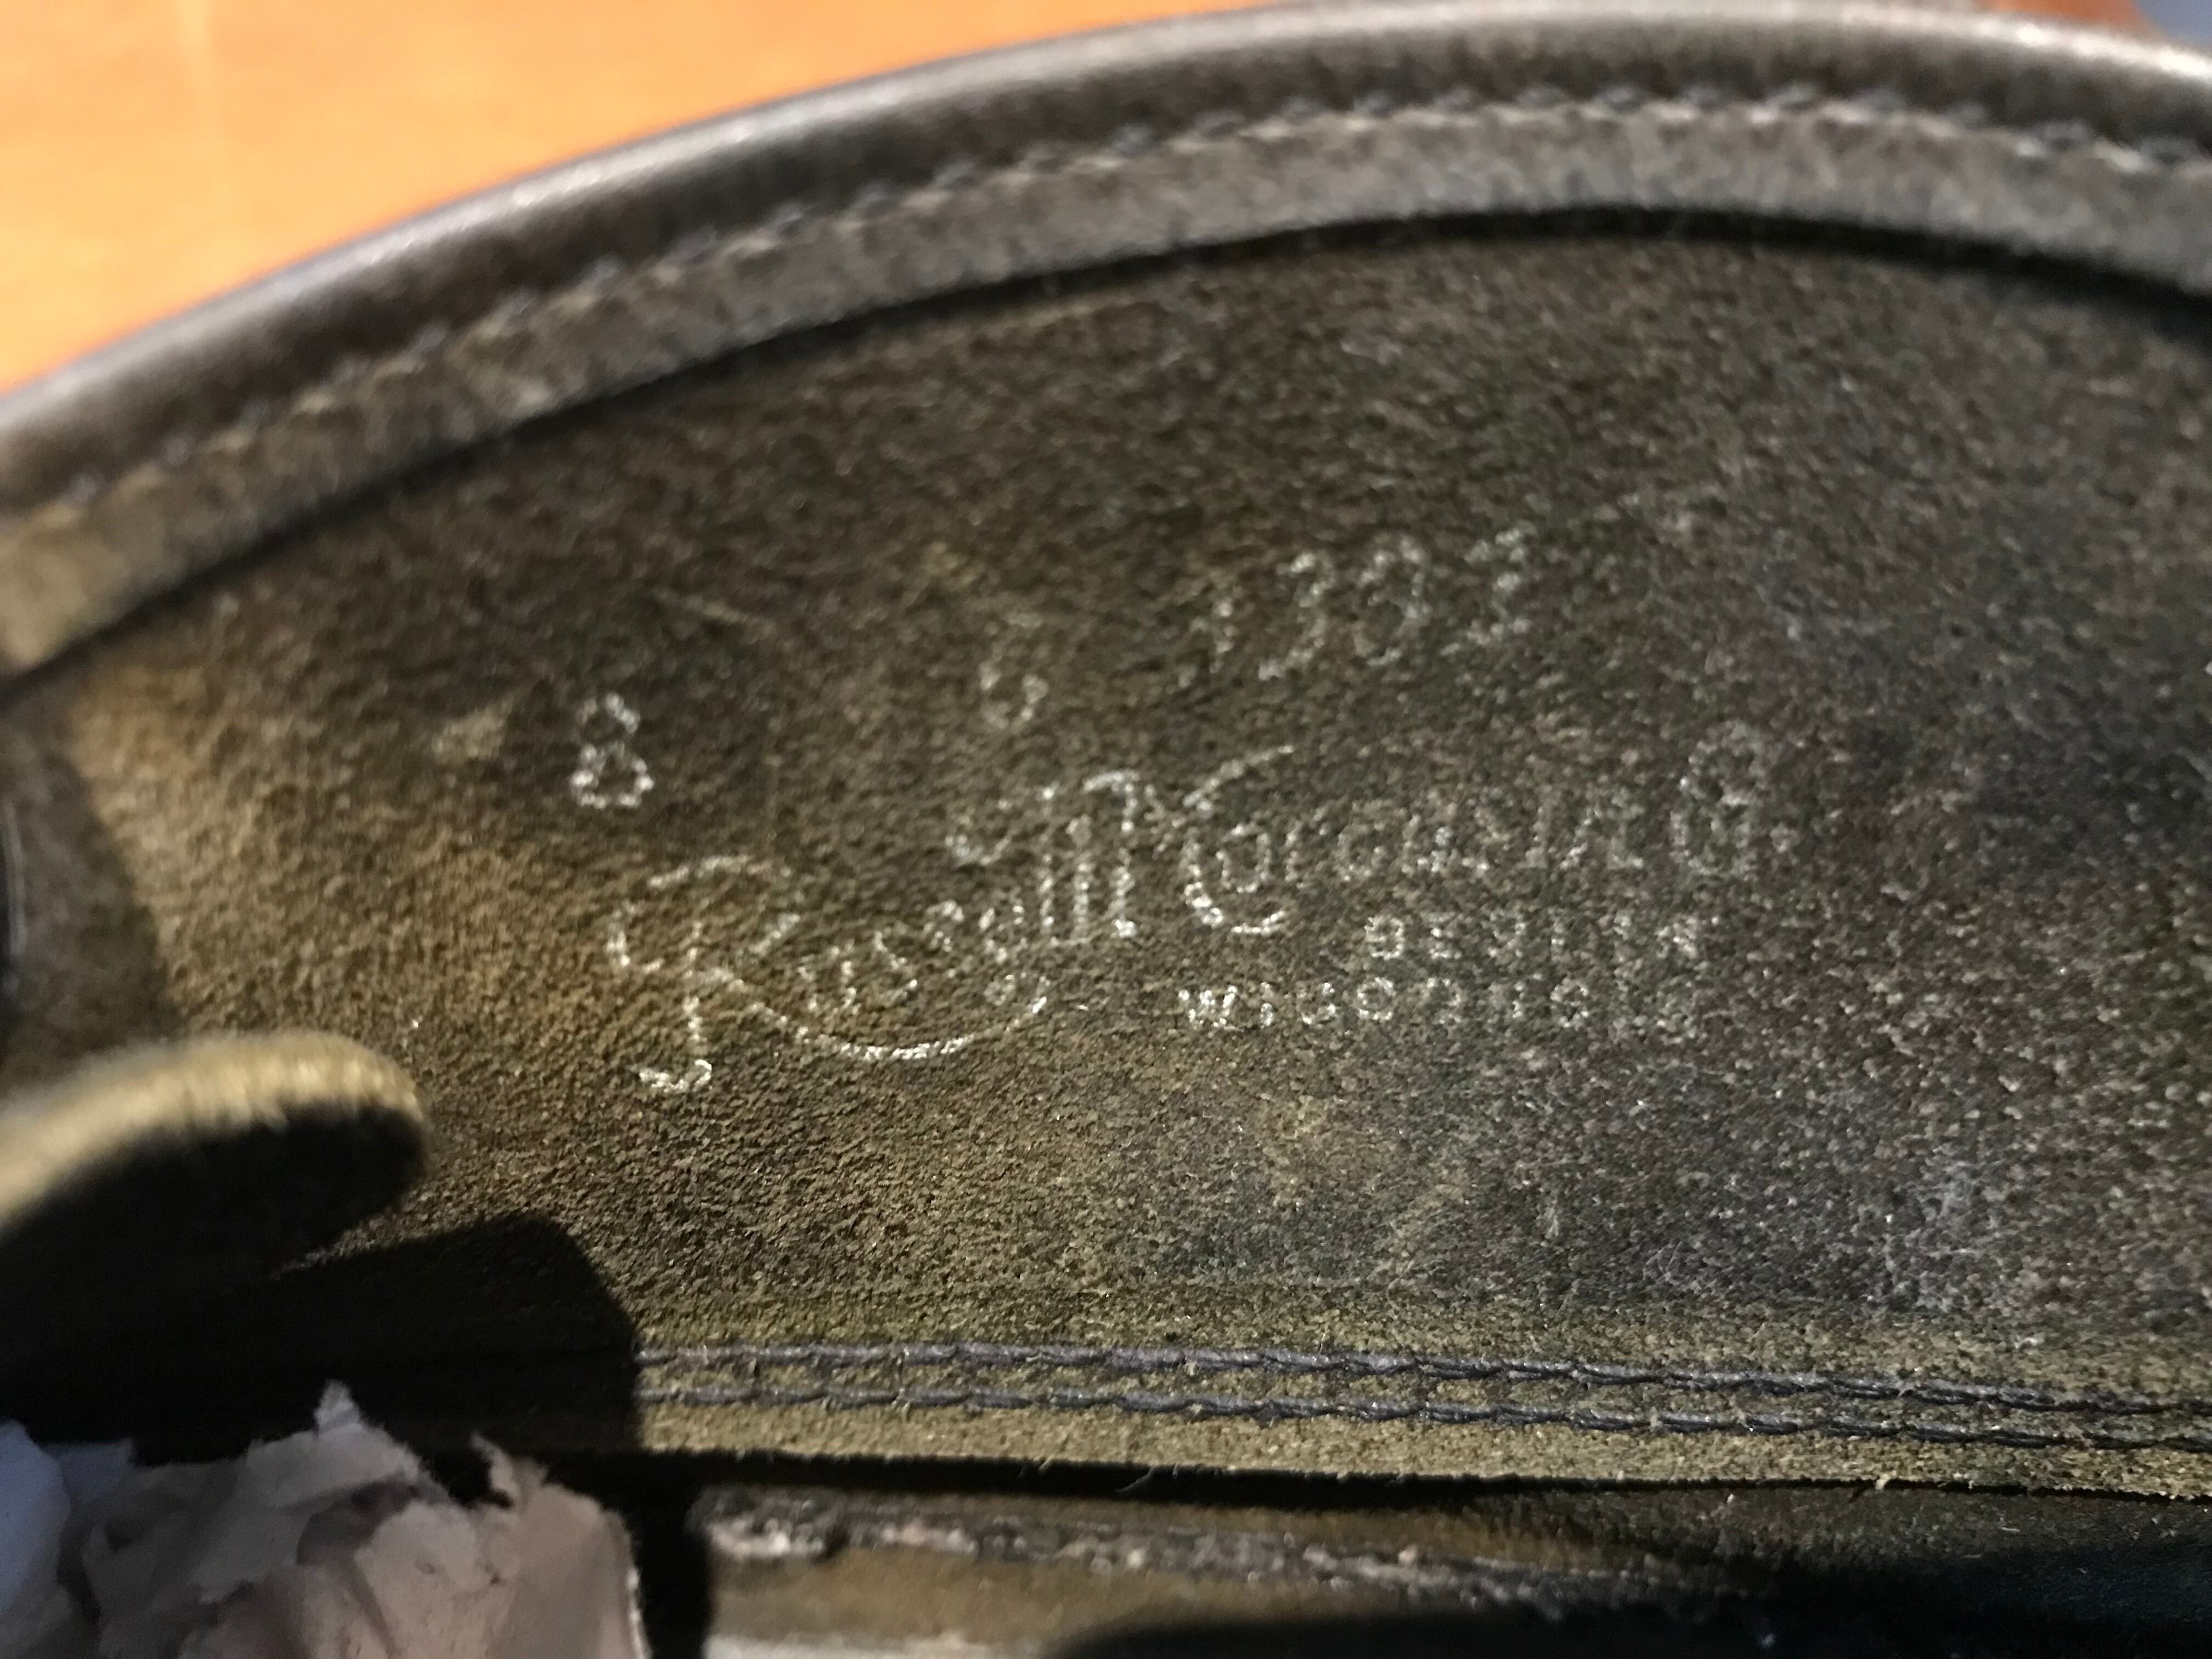 8 G 1302
Russell Moccasin Co.
BERLIN
WISCONSIN